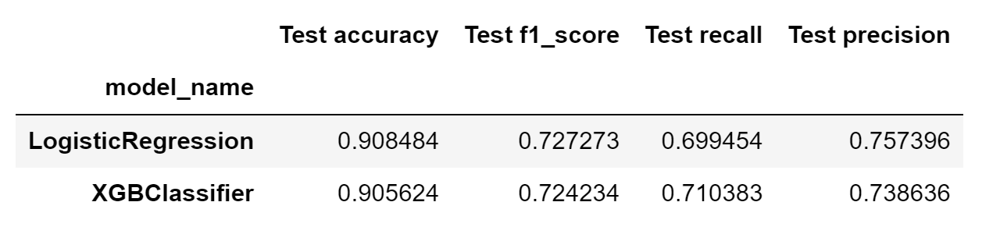 Test accuracy Test f1_score Test recall Test precision
model_name
LogisticRegression 0.908484 0.727273 0.699454 0.757396
XGBClassifier 0.905624 0.724234 0.710383 0.738636